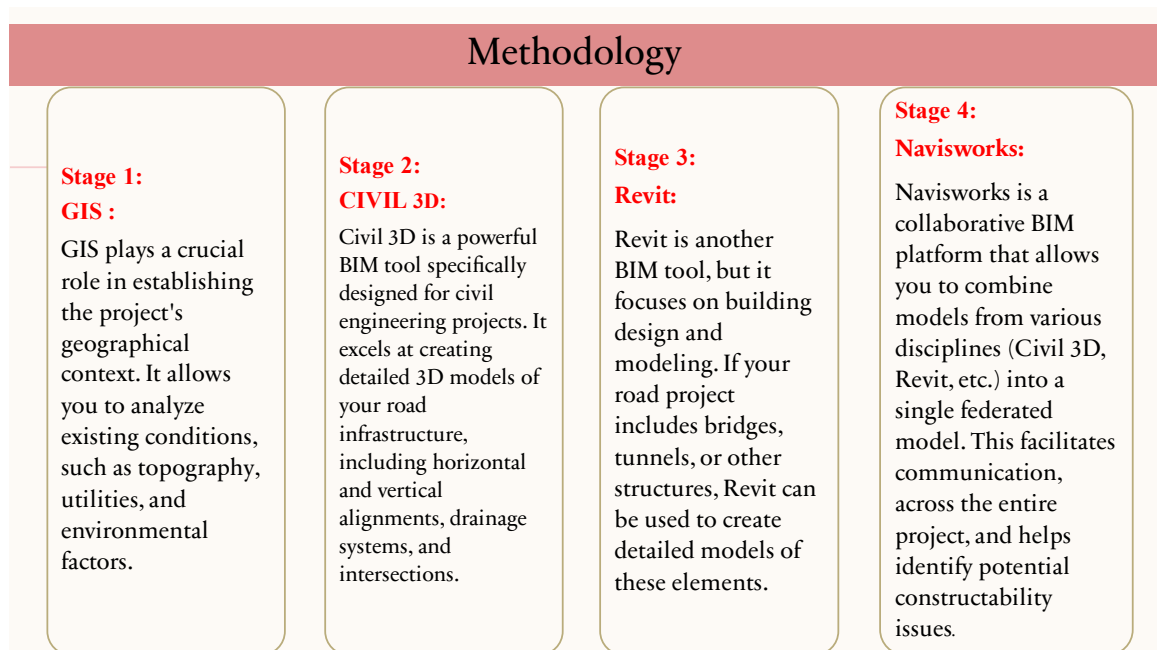 Methodology
Stage 1:
GIS :
GIS plays a crucial
role in establishing
the project's
geographical
context. It allows
you to analyze
existing conditions,
such as topography,
utilities, and
environmental
factors.
Stage 2:
CIVIL 3D:
Civil 3D is a powerful
BIM tool specifically
designed for civil
engineering projects. It
excels at creating
detailed 3D models of
your road
infrastructure,
including horizontal
and vertical
alignments, drainage
systems, and
intersections.
Stage 3:
Revit:
Revit is another
BIM tool, but it
focuses on building
design and
modeling. If your
road project
includes bridges,
tunnels, or other
structures, Revit can
be used to create
detailed models of
these elements.
Stage 4:
Navisworks:
Navisworks is a
collaborative BIM
platform that allows
you to combine
models from various
disciplines (Civil 3D,
Revit, etc.) into a
single federated
model. This facilitates
communication,
across the entire
project, and helps
identify potential
constructability
issues.